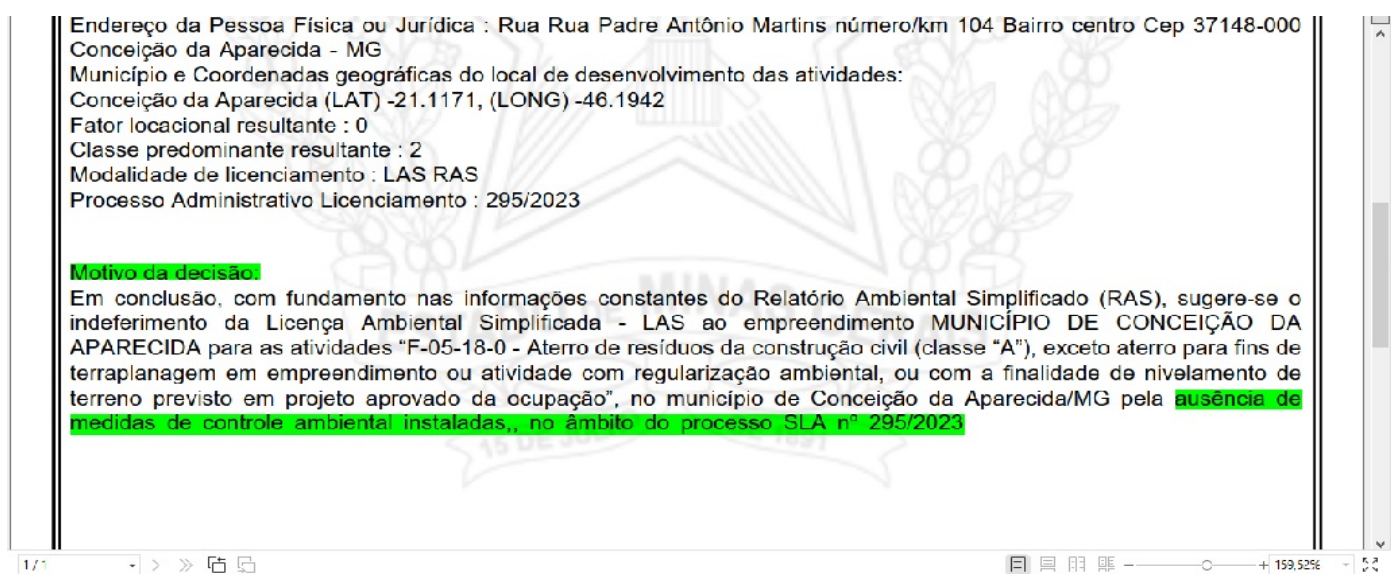 Endereço da Pessoa Física ou Jurídica : Rua Rua Padre Antônio Martins número/km 104 Bairro centro Cep 37148-000
Conceição da Aparecida - MG
Município e Coordenadas geográficas do local de desenvolvimento das atividades:
Conceição da Aparecida (LAT) -21.1171, (LONG) -46.1942
Fator locacional resultante : 0
Classe predominante resultante : 2
Modalidade de licenciamento : LAS RAS
Processo Administrativo Licenciamento : 295/2023
Motivo da decisão:
Em conclusão, com fundamento nas informações constantes do Relatório Ambiental Simplificado (RAS), sugere-se o
indeferimento da Licença Ambiental Simplificada - LAS ao empreendimento MUNICÍPIO DE CONCEIÇÃO DA
APARECIDA para as atividades “F-05-18-0 - Aterro de resíduos da construção civil (classe “A”), exceto aterro para fins de
terraplanagem em empreendimento ou atividade com regularização ambiental, ou com a finalidade de nivelamento de
terreno previsto em projeto aprovado da ocupação”, no município de Conceição da Aparecida/MG pela ausência de
medidas de controle ambiental instaladas,, no âmbito do processo SLA nº 295/2023
ESTADO DE MINAS GERAIS
15 DE 1891
1/1
159,52%